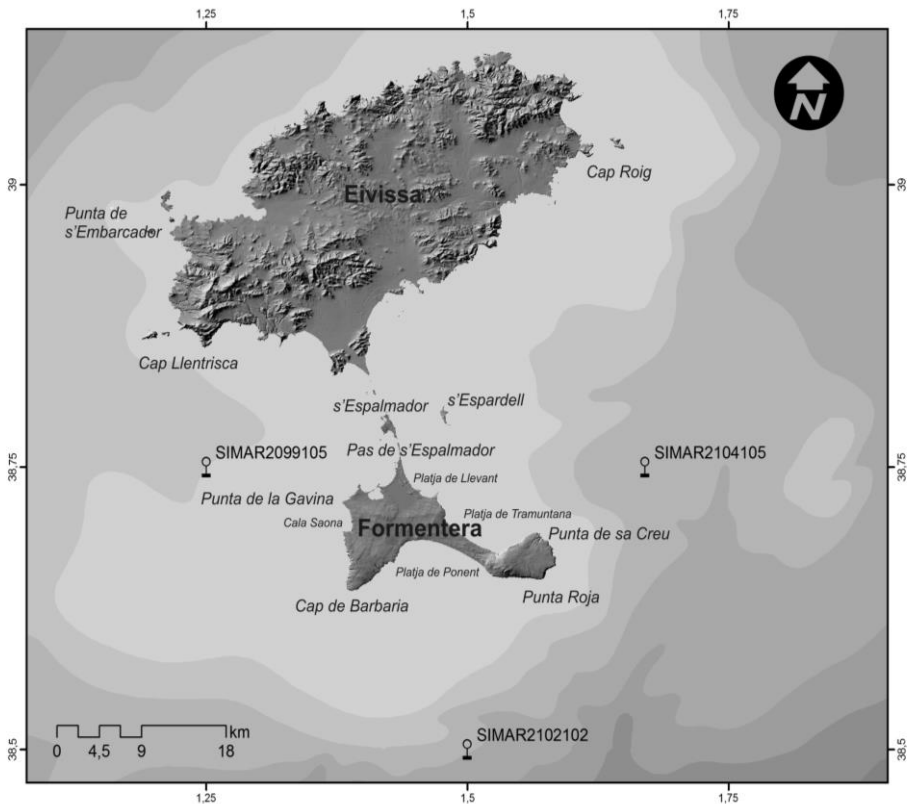 1,25
1,5
1,75
N
Eivissa
Cap Roig
39
39
Punta de
s'Embarcador
Cap Llentrisca
s'Espalmador
s'Espardell
SIMAR2099105
Pas de s'Espalmador
SIMAR2104105
38,75
38,75
Platja de Llevant
Punta de la Gavina
Cala Saona
Formentera
Platja de Tramuntana
Punta de sa Creu
Platja de Ponent
Cap de Barbaria
Punta Roja
km
0
4,5
9
18
SIMAR2102102
38,5
38,5
1,25
1,5
1,75